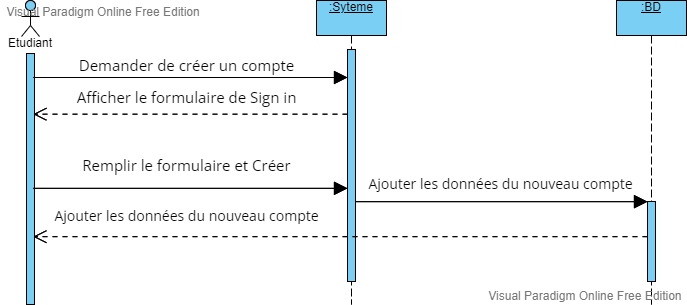 Visual Paradigm Online Free Edition
:Syteme
:BD
Etudiant
Demander de créer un compte
Afficher le formulaire de Sign in
Remplir le formulaire et Créer
Ajouter les données du nouveau compte
Ajouter les données du nouveau compte
Visual Paradigm Online Free Edition